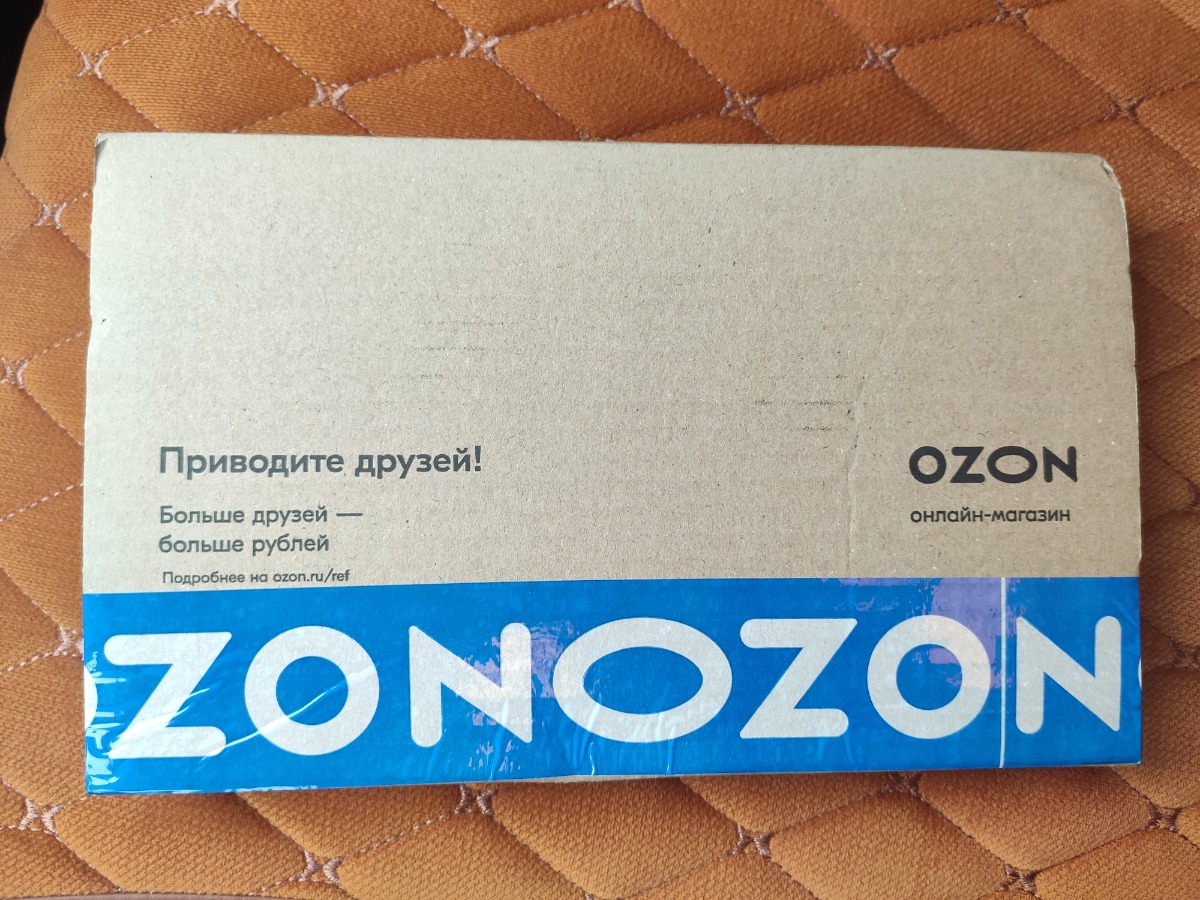 Приводите друзей!
Больше друзей —
больше рублей
Подробнее на ozon.ru/ref
OZON
онлайн-магазин
ZONOZON